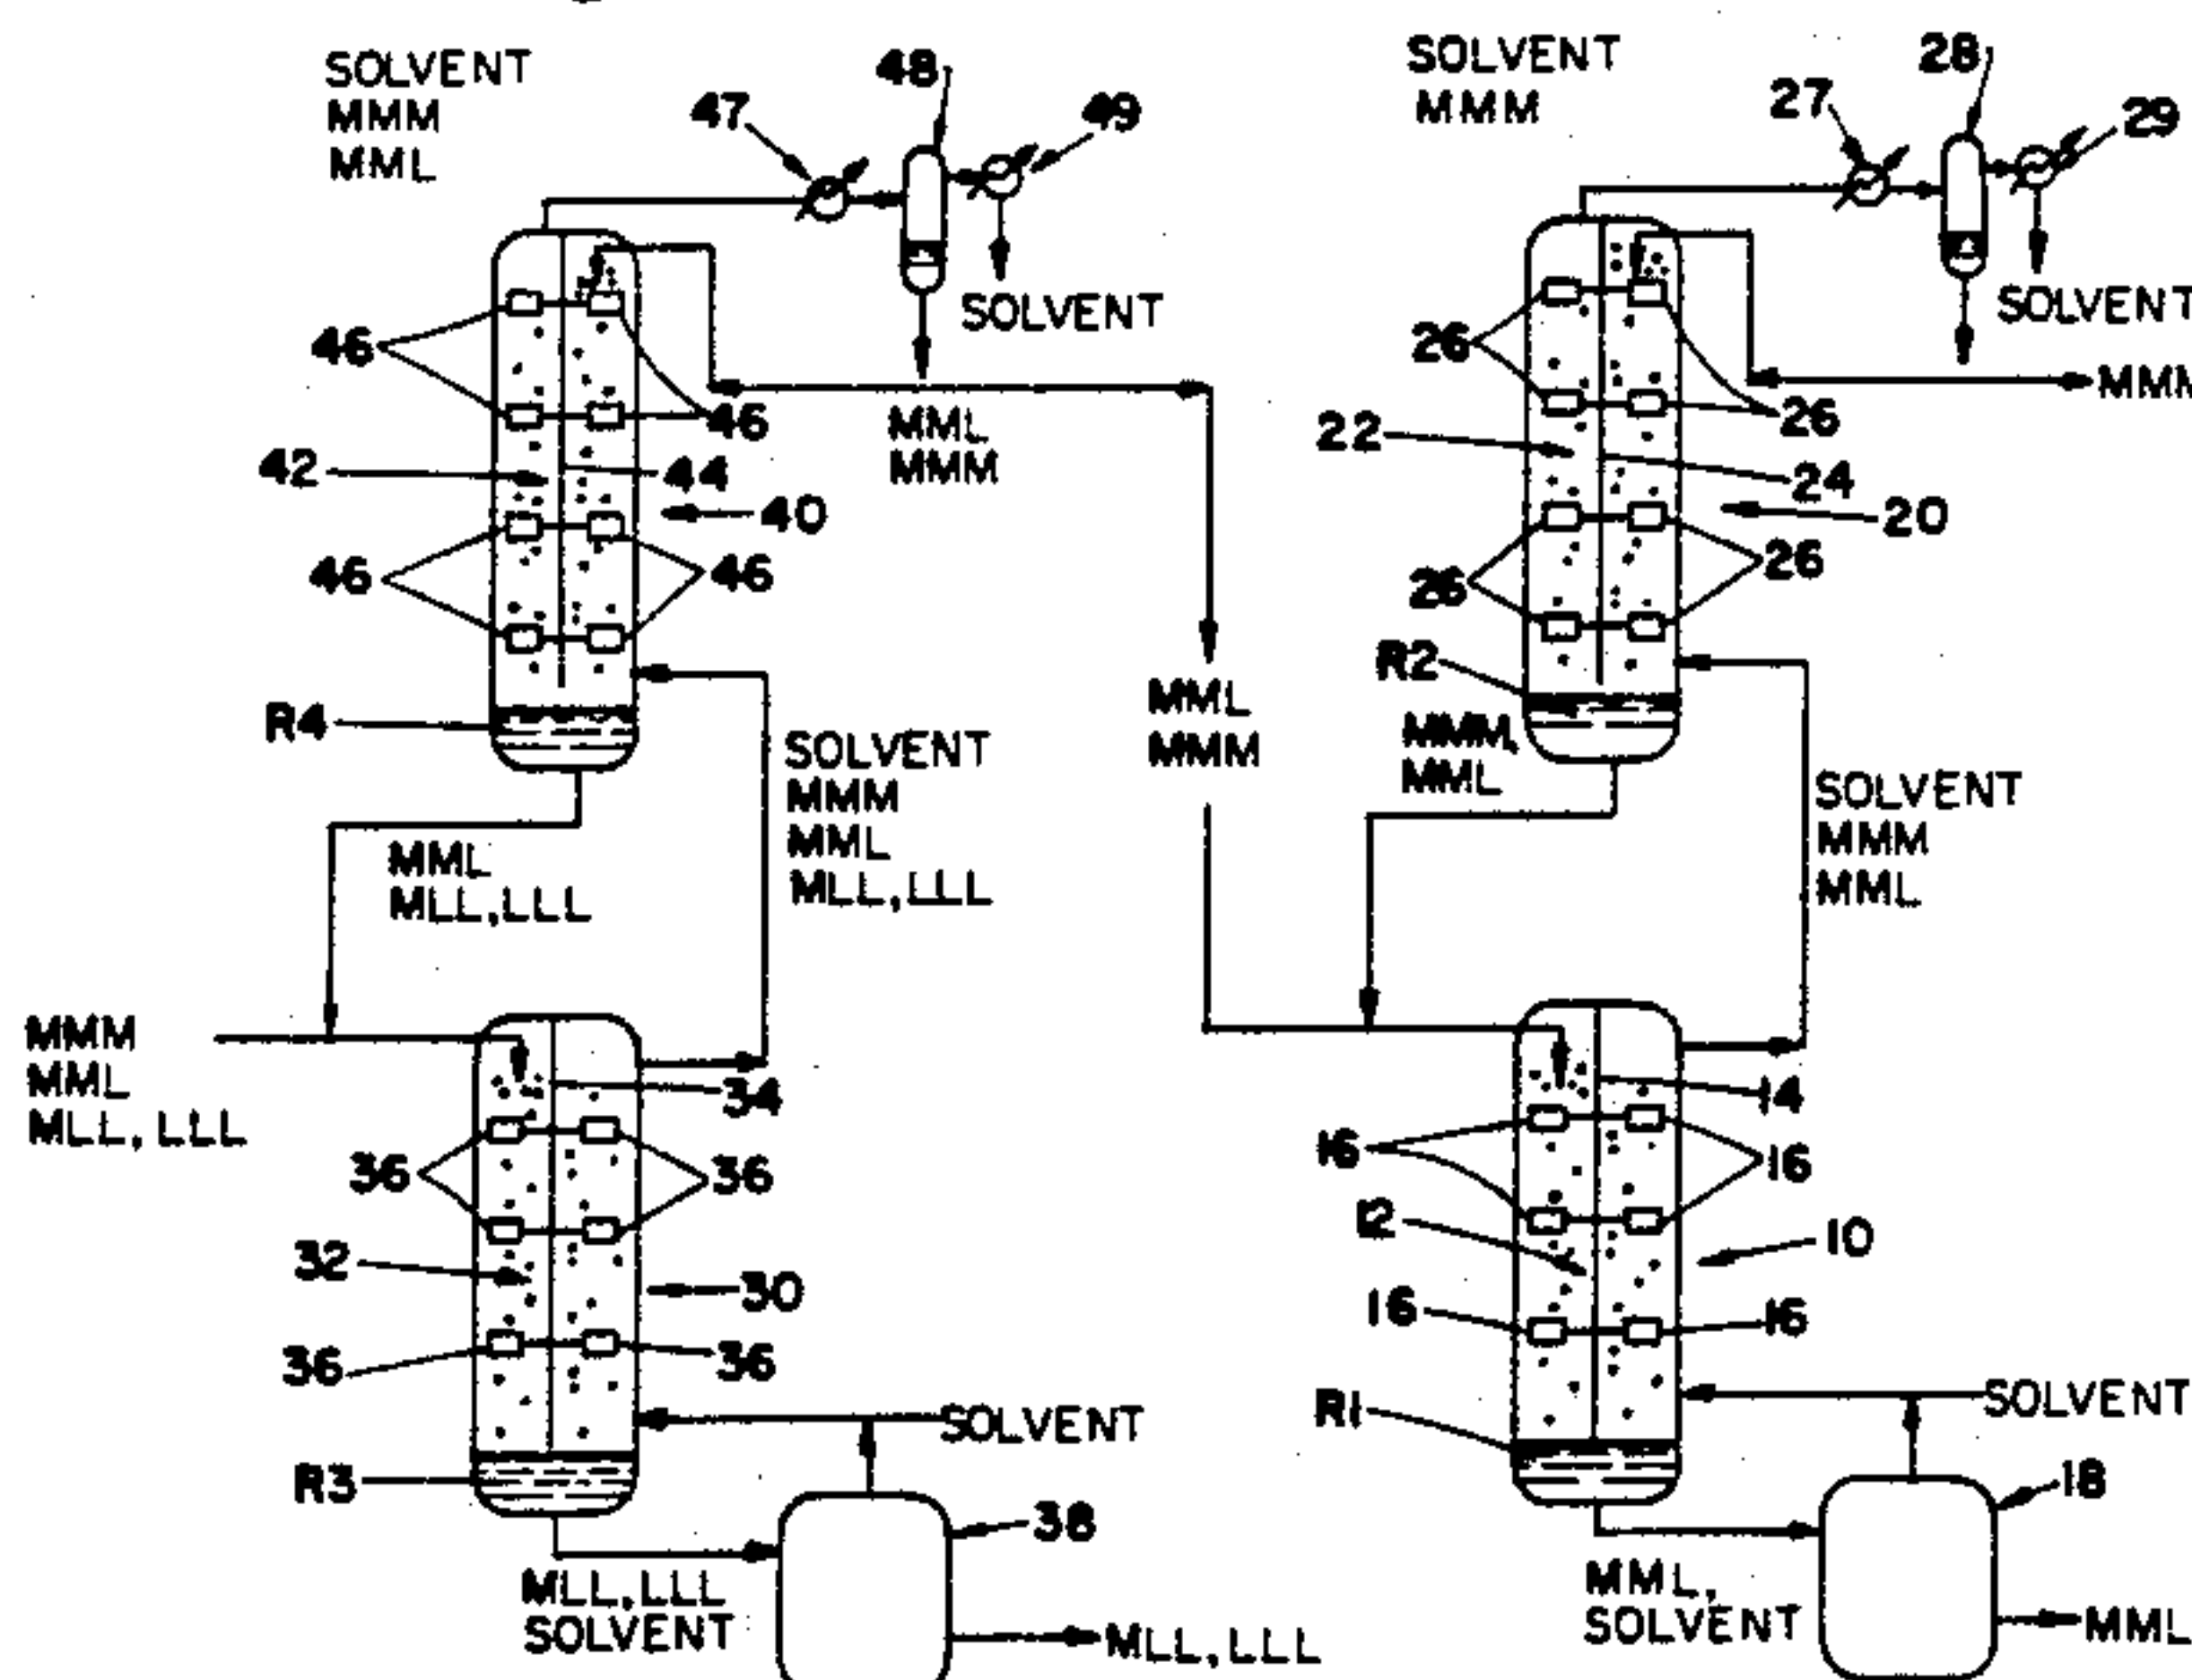 SOLVENT
MMM
MML
47
48
49
SOLVENT
46
46
42
44
40
46
46
MML
MMM
R4
SOLVENT
MMM
MML
MLL, LLL
MML
MLL, LLL
MML
MMM
MMM
MML
MLL, LLL
34
36
36
32
30
36
36
SOLVENT
R3
38
MLL, LLL
SOLVENT
MLL, LLL
SOLVENT
MMM
27
28
29
SOLVENT
26
MMM
26
22
24
20
26
26
R2
MMM,
MML
SOLVENT
MMM
MML
14
16
16
12
10
16
16
R1
SOLVENT
18
MML,
SOLVENT
MML